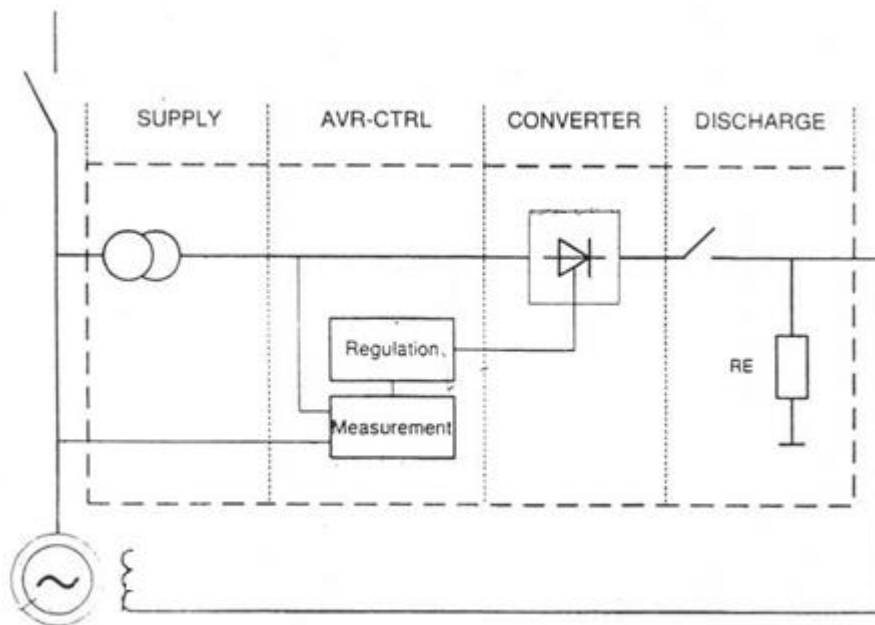 SUPPLY
AVR-CTRL
CONVERTER
DISCHARGE
Regulation
Measurement
RE